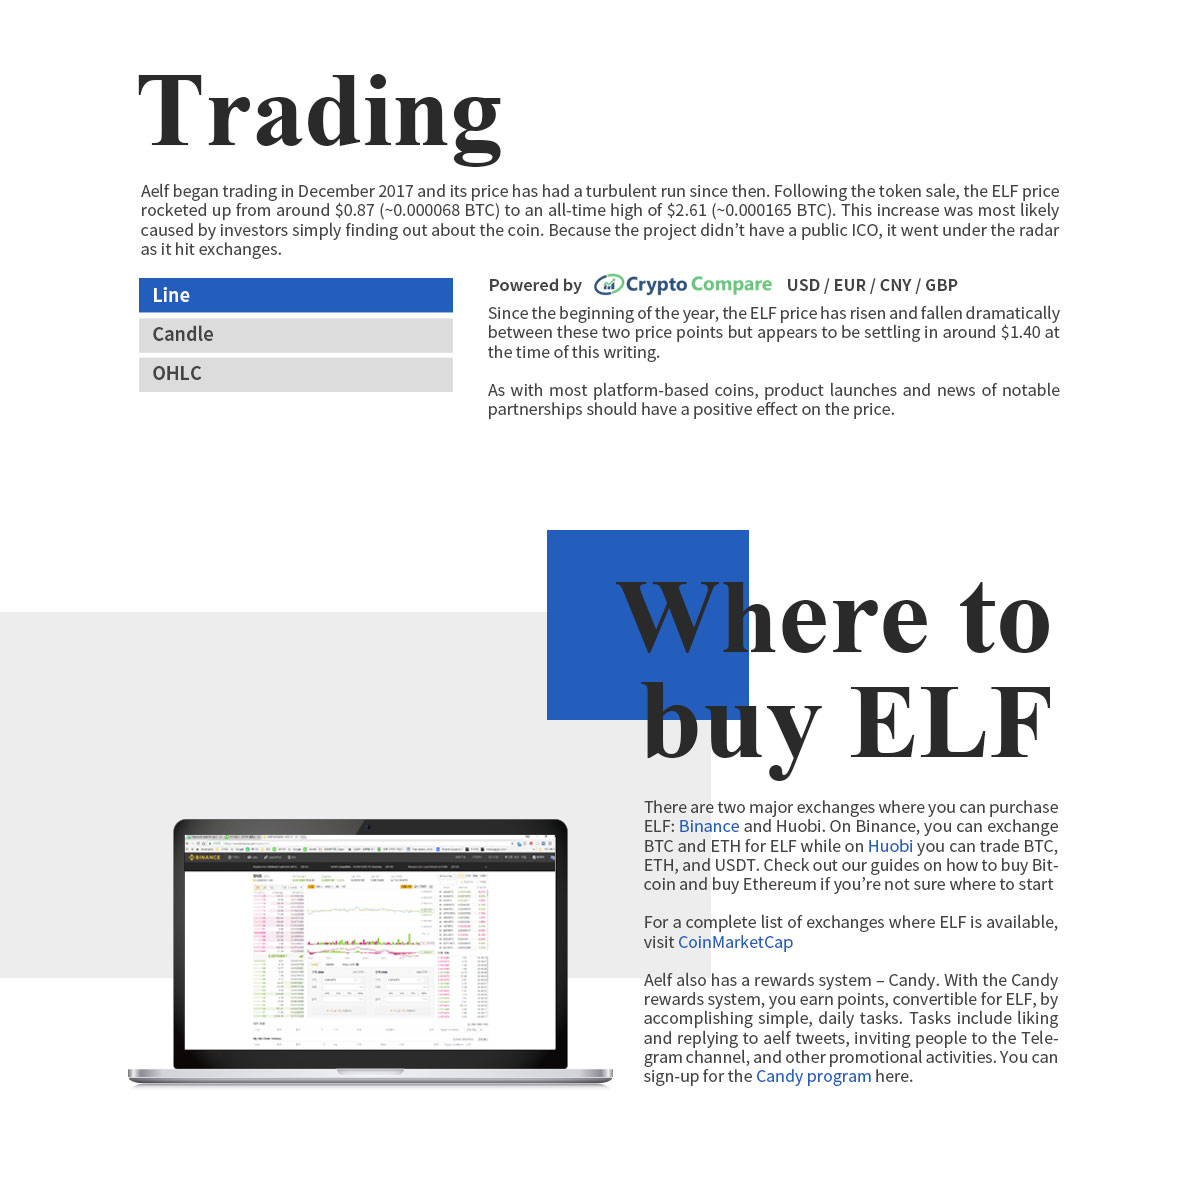 Trading
Aelf began trading in December 2017 and its price has had a turbulent run since then. Following the token sale, the ELF price
rocketed up from around $0.87 (~0.000068 BTC) to an all-time high of $2.61 (~0.000165 BTC). This increase was most likely
caused by investors simply finding out about the coin. Because the project didn’t have a public ICO, it went under the radar
as it hit exchanges.
Line
Candle
OHLC
Powered by Crypto Compare USD / EUR / CNY / GBP
Since the beginning of the year, the ELF price has risen and fallen dramatically
between these two price points but appears to be settling in around $1.40 at
the time of this writing.
As with most platform-based coins, product launches and news of notable
partnerships should have a positive effect on the price.
Where to
buy ELF
There are two major exchanges where you can purchase
ELF: Binance and Huobi. On Binance, you can exchange
BTC and ETH for ELF while on Huobi you can trade BTC,
ETH, and USDT. Check out our guides on how to buy Bit-
coin and buy Ethereum if you’re not sure where to start
For a complete list of exchanges where ELF is available,
visit CoinMarketCap
Aelf also has a rewards system – Candy. With the Candy
rewards system, you earn points, convertible for ELF, by
accomplishing simple, daily tasks. Tasks include liking
and replying to aelf tweets, inviting people to the Tele-
gram channel, and other promotional activities. You can
sign-up for the Candy program here.
BINANCE